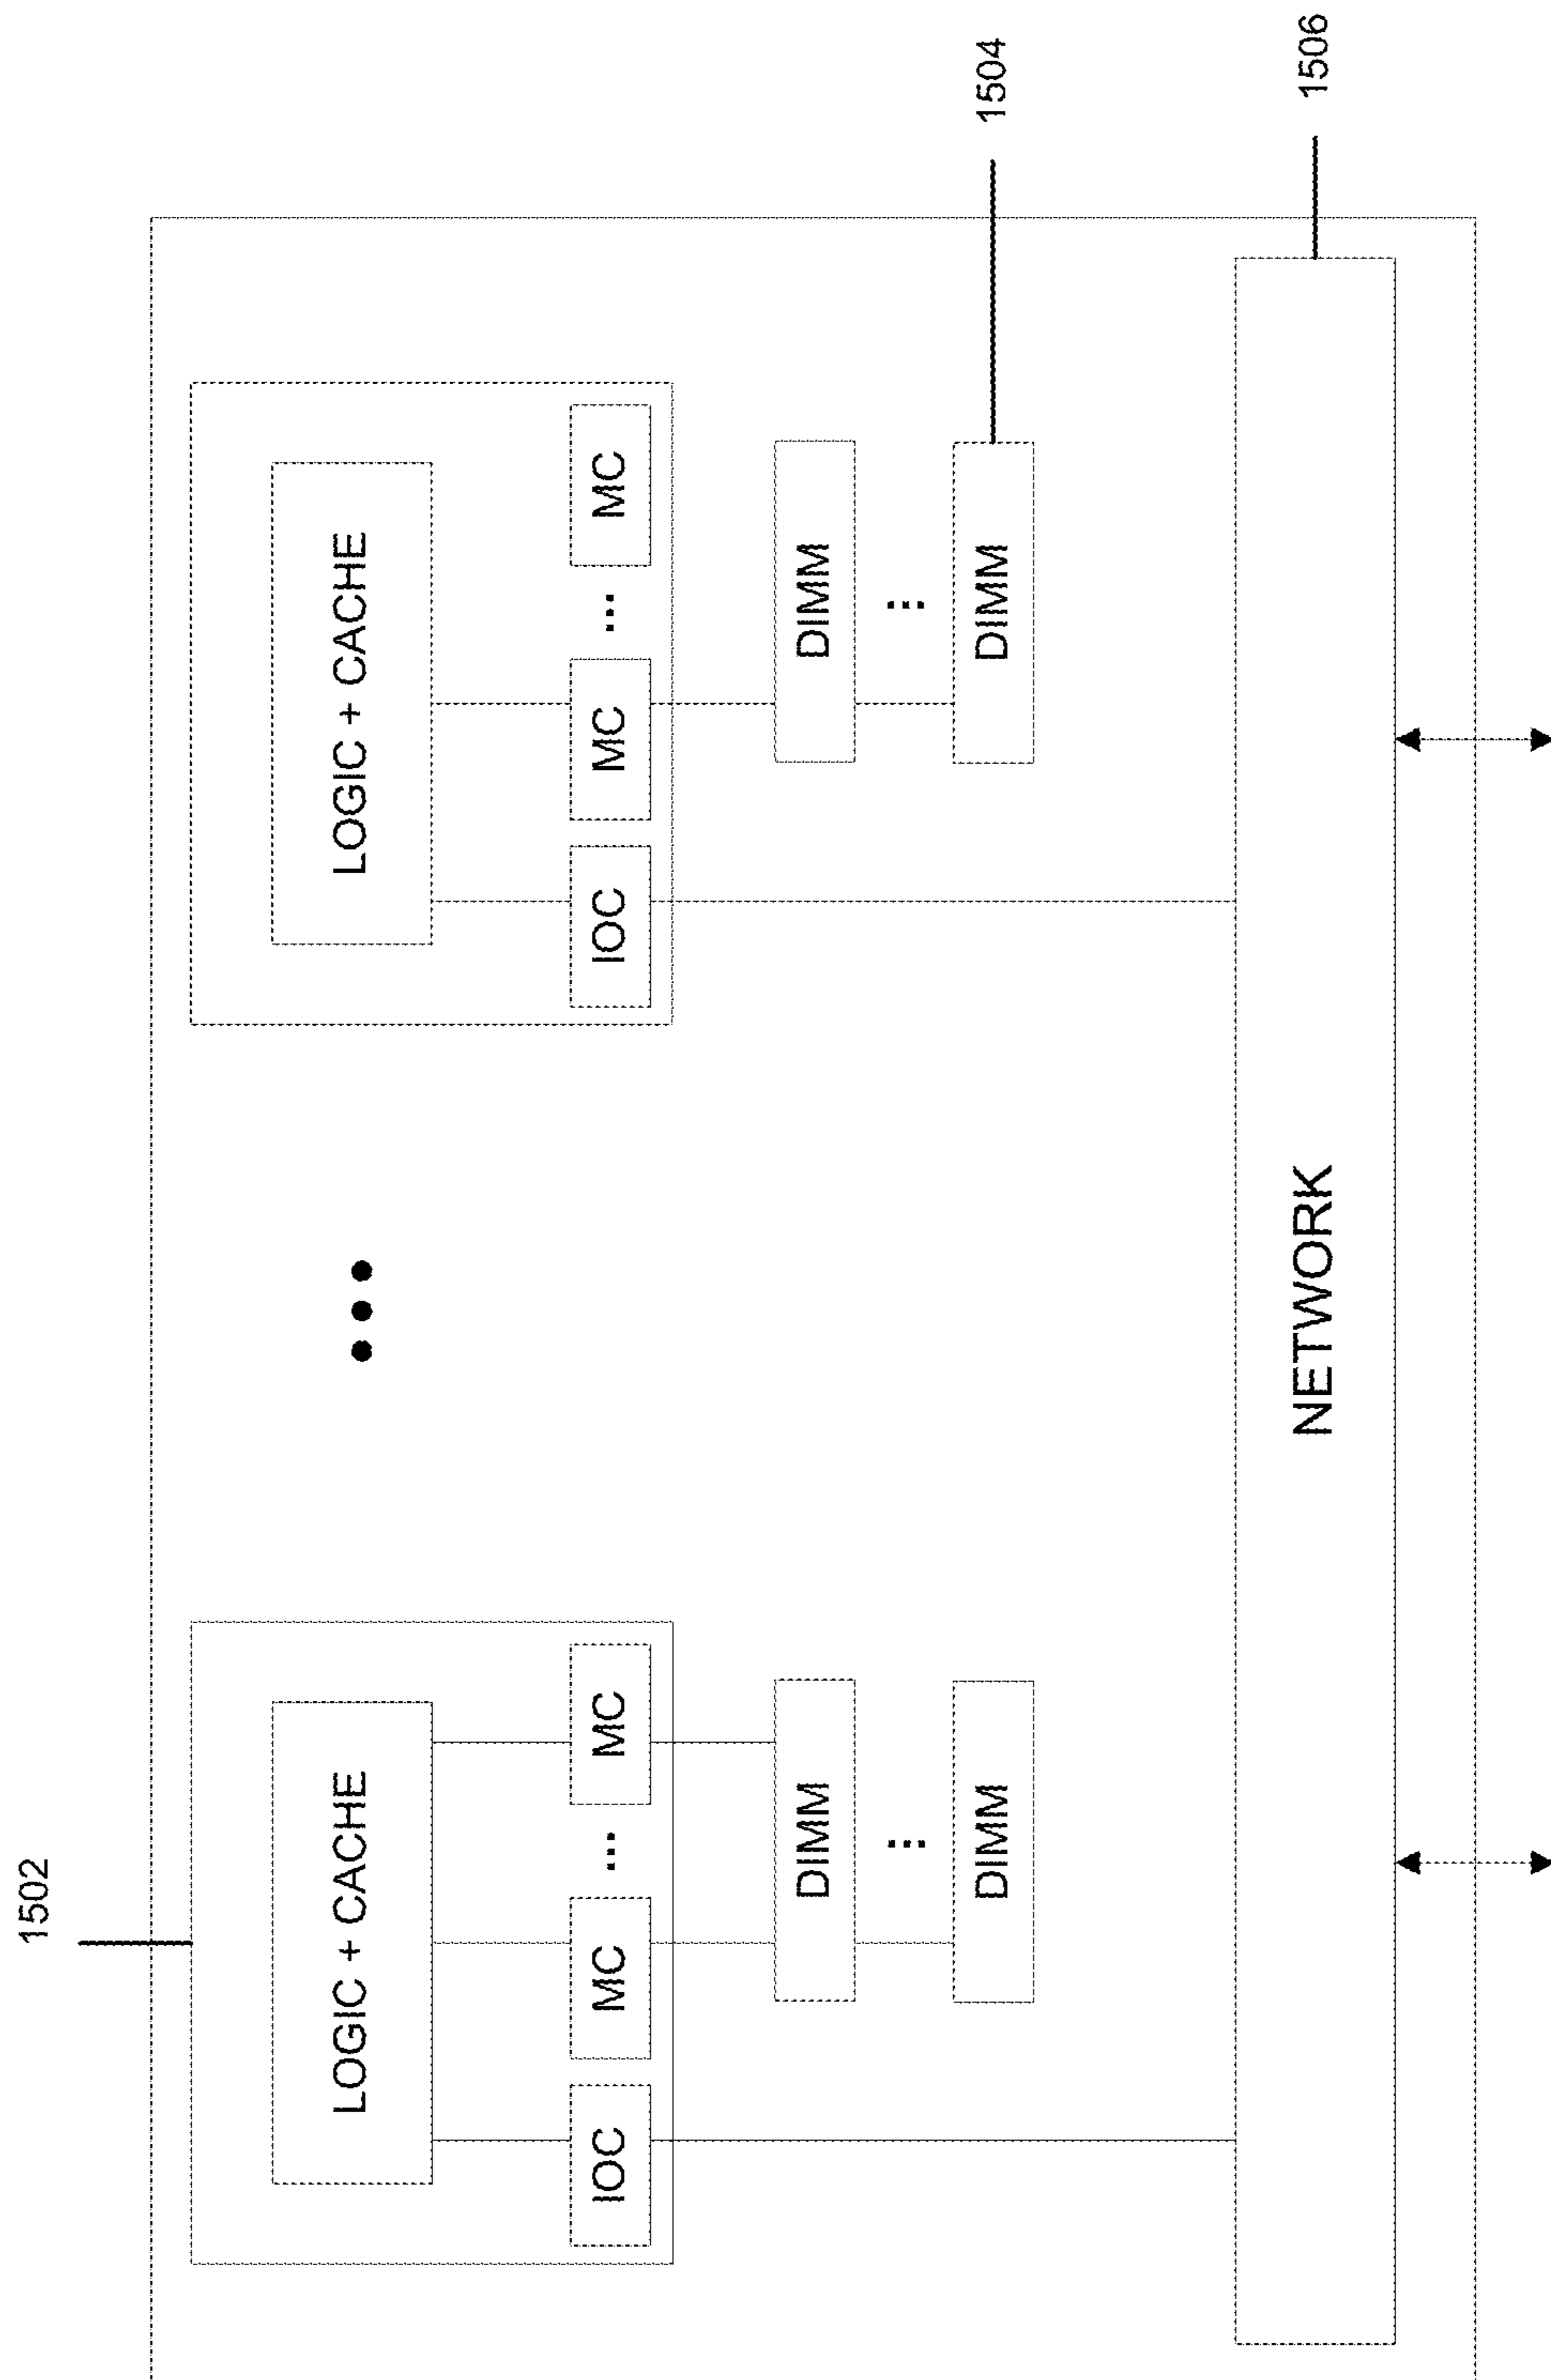 1502
LOGIC + CACHE
LOGIC + CACHE
IOC
MC
...
MC
IOC
MC
...
MC
DIMM
DIMM
DIMM
DIMM
1504
NETWORK
1506